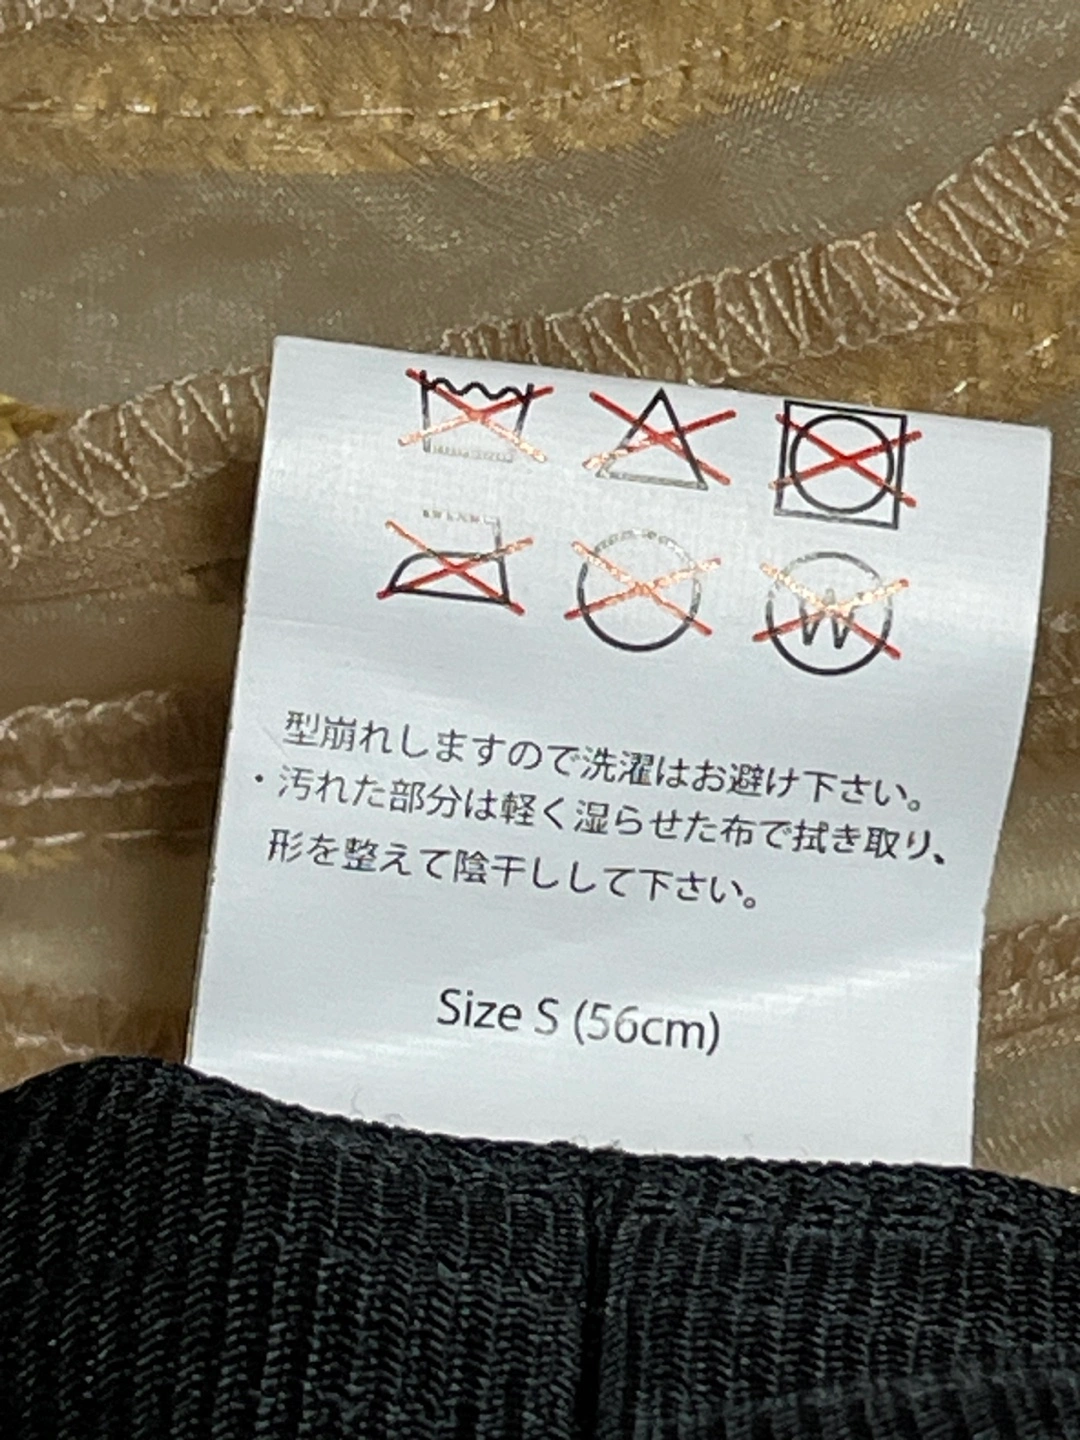 W
型崩れしますので洗濯はお避け下さい。
・汚れた部分は軽く湿らせた布で拭き取り、
形を整えて陰干しして下さい。
Size S (56cm)